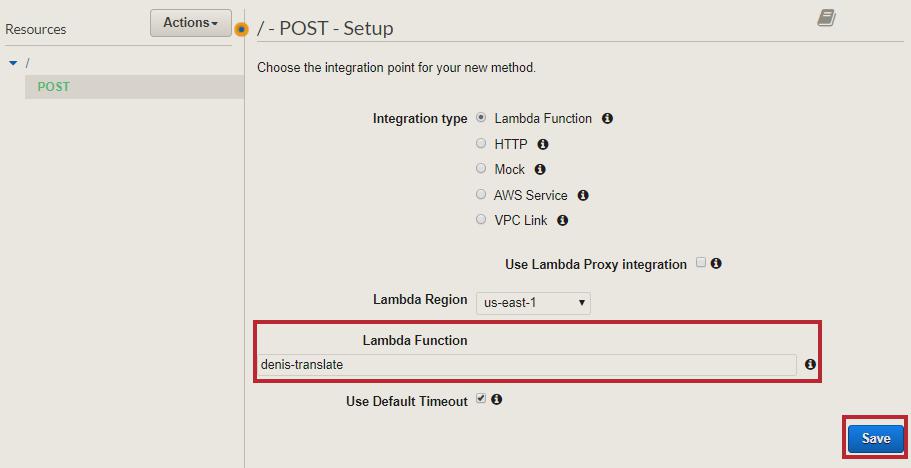 Resources
Actions
/
POST
/ - POST - Setup
Choose the integration point for your new method.
Integration type
Lambda Function
HTTP
Mock
AWS Service
VPC Link
Use Lambda Proxy integration
Lambda Region
us-east-1
Lambda Function
denis-translate
Use Default Timeout
Save